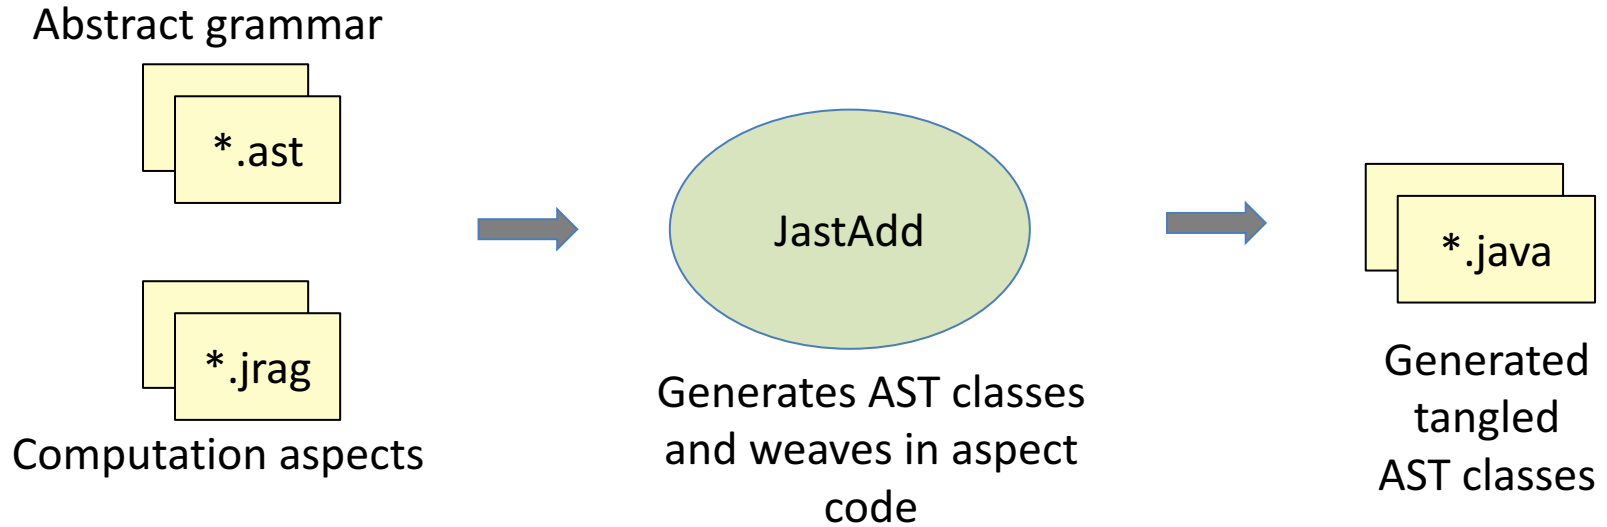 Abstract grammar
*.ast
*.jrag
Computation aspects
JastAdd
Generates AST classes
and weaves in aspect
code
*.java
Generated
tangled
AST classes